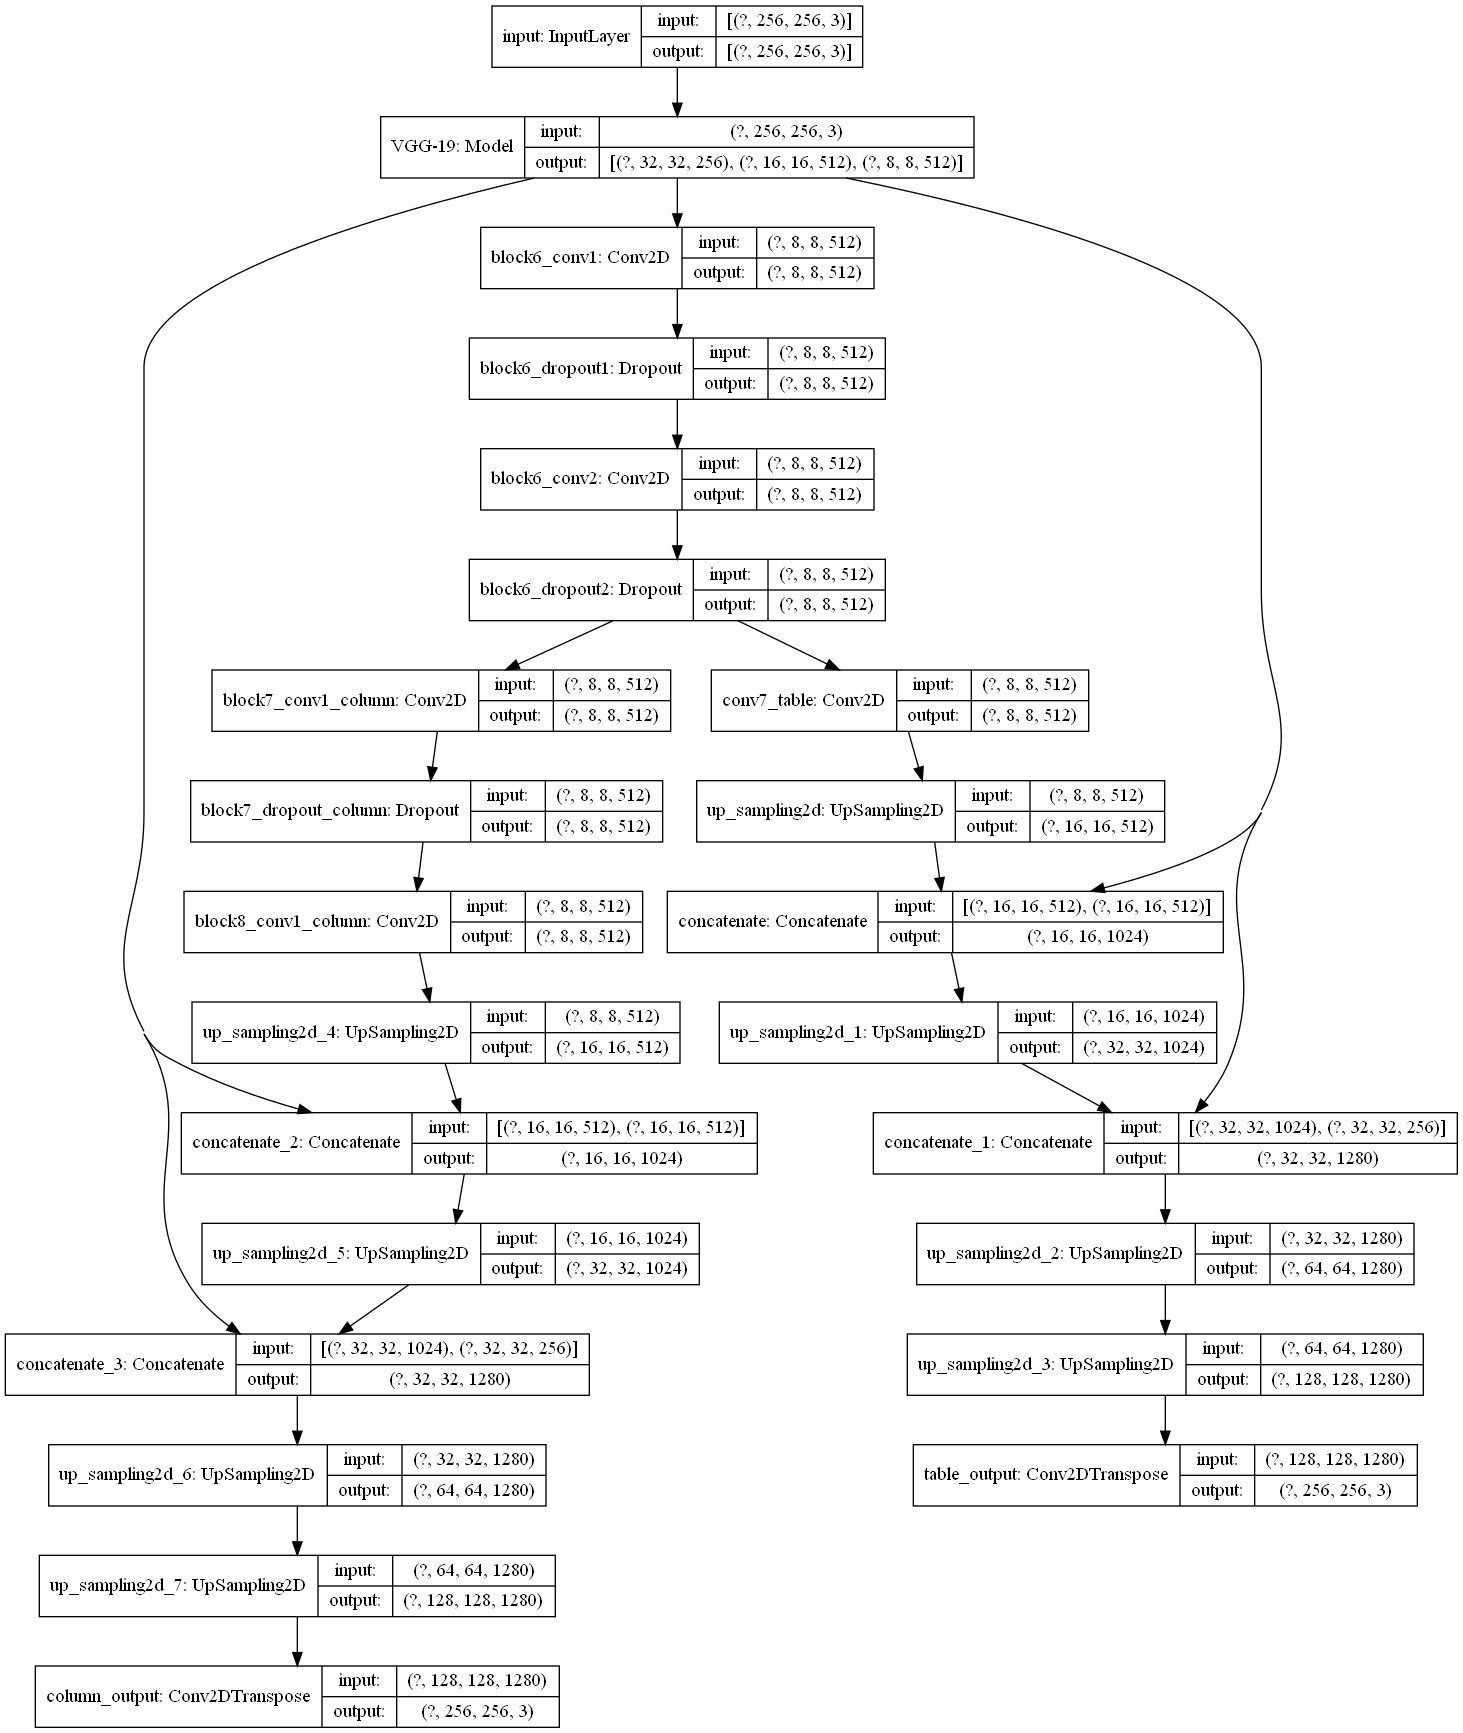 input: InputLayer
input:
[(?, 256, 256, 3)]
output:
[(?, 256, 256, 3)]
VGG-19: Model
input:
(?, 256, 256, 3)
output:
[(?, 32, 32, 256), (?, 16, 16, 512), (?, 8, 8, 512)]
block6_conv1: Conv2D
input:
(?, 8, 8, 512)
output:
(?, 8, 8, 512)
block6_dropout1: Dropout
input:
(?, 8, 8, 512)
output:
(?, 8, 8, 512)
block6_conv2: Conv2D
input:
(?, 8, 8, 512)
output:
(?, 8, 8, 512)
block6_dropout2: Dropout
input:
(?, 8, 8, 512)
output:
(?, 8, 8, 512)
block7_conv1_column: Conv2D
input:
(?, 8, 8, 512)
output:
(?, 8, 8, 512)
conv7_table: Conv2D
input:
(?, 8, 8, 512)
output:
(?, 8, 8, 512)
block7_dropout_column: Dropout
input:
(?, 8, 8, 512)
output:
(?, 8, 8, 512)
up_sampling2d: UpSampling2D
input:
(?, 8, 8, 512)
output:
(?, 16, 16, 512)
block8_conv1_column: Conv2D
input:
(?, 8, 8, 512)
output:
(?, 8, 8, 512)
concatenate: Concatenate
input:
[(?, 16, 16, 512), (?, 16, 16, 512)]
output:
(?, 16, 16, 1024)
up_sampling2d_4: UpSampling2D
input:
(?, 8, 8, 512)
output:
(?, 16, 16, 512)
up_sampling2d_1: UpSampling2D
input:
(?, 16, 16, 1024)
output:
(?, 32, 32, 1024)
concatenate_2: Concatenate
input:
[(?, 16, 16, 512), (?, 16, 16, 512)]
output:
(?, 16, 16, 1024)
concatenate_1: Concatenate
input:
[(?, 32, 32, 1024), (?, 32, 32, 256)]
output:
(?, 32, 32, 1280)
up_sampling2d_5: UpSampling2D
input:
(?, 16, 16, 1024)
output:
(?, 32, 32, 1024)
up_sampling2d_2: UpSampling2D
input:
(?, 32, 32, 1280)
output:
(?, 64, 64, 1280)
concatenate_3: Concatenate
input:
[(?, 32, 32, 1024), (?, 32, 32, 256)]
output:
(?, 32, 32, 1280)
up_sampling2d_3: UpSampling2D
input:
(?, 64, 64, 1280)
output:
(?, 128, 128, 1280)
up_sampling2d_6: UpSampling2D
input:
(?, 32, 32, 1280)
output:
(?, 64, 64, 1280)
table_output: Conv2DTranspose
input:
(?, 128, 128, 1280)
output:
(?, 256, 256, 3)
up_sampling2d_7: UpSampling2D
input:
(?, 64, 64, 1280)
output:
(?, 128, 128, 1280)
column_output: Conv2DTranspose
input:
(?, 128, 128, 1280)
output:
(?, 256, 256, 3)